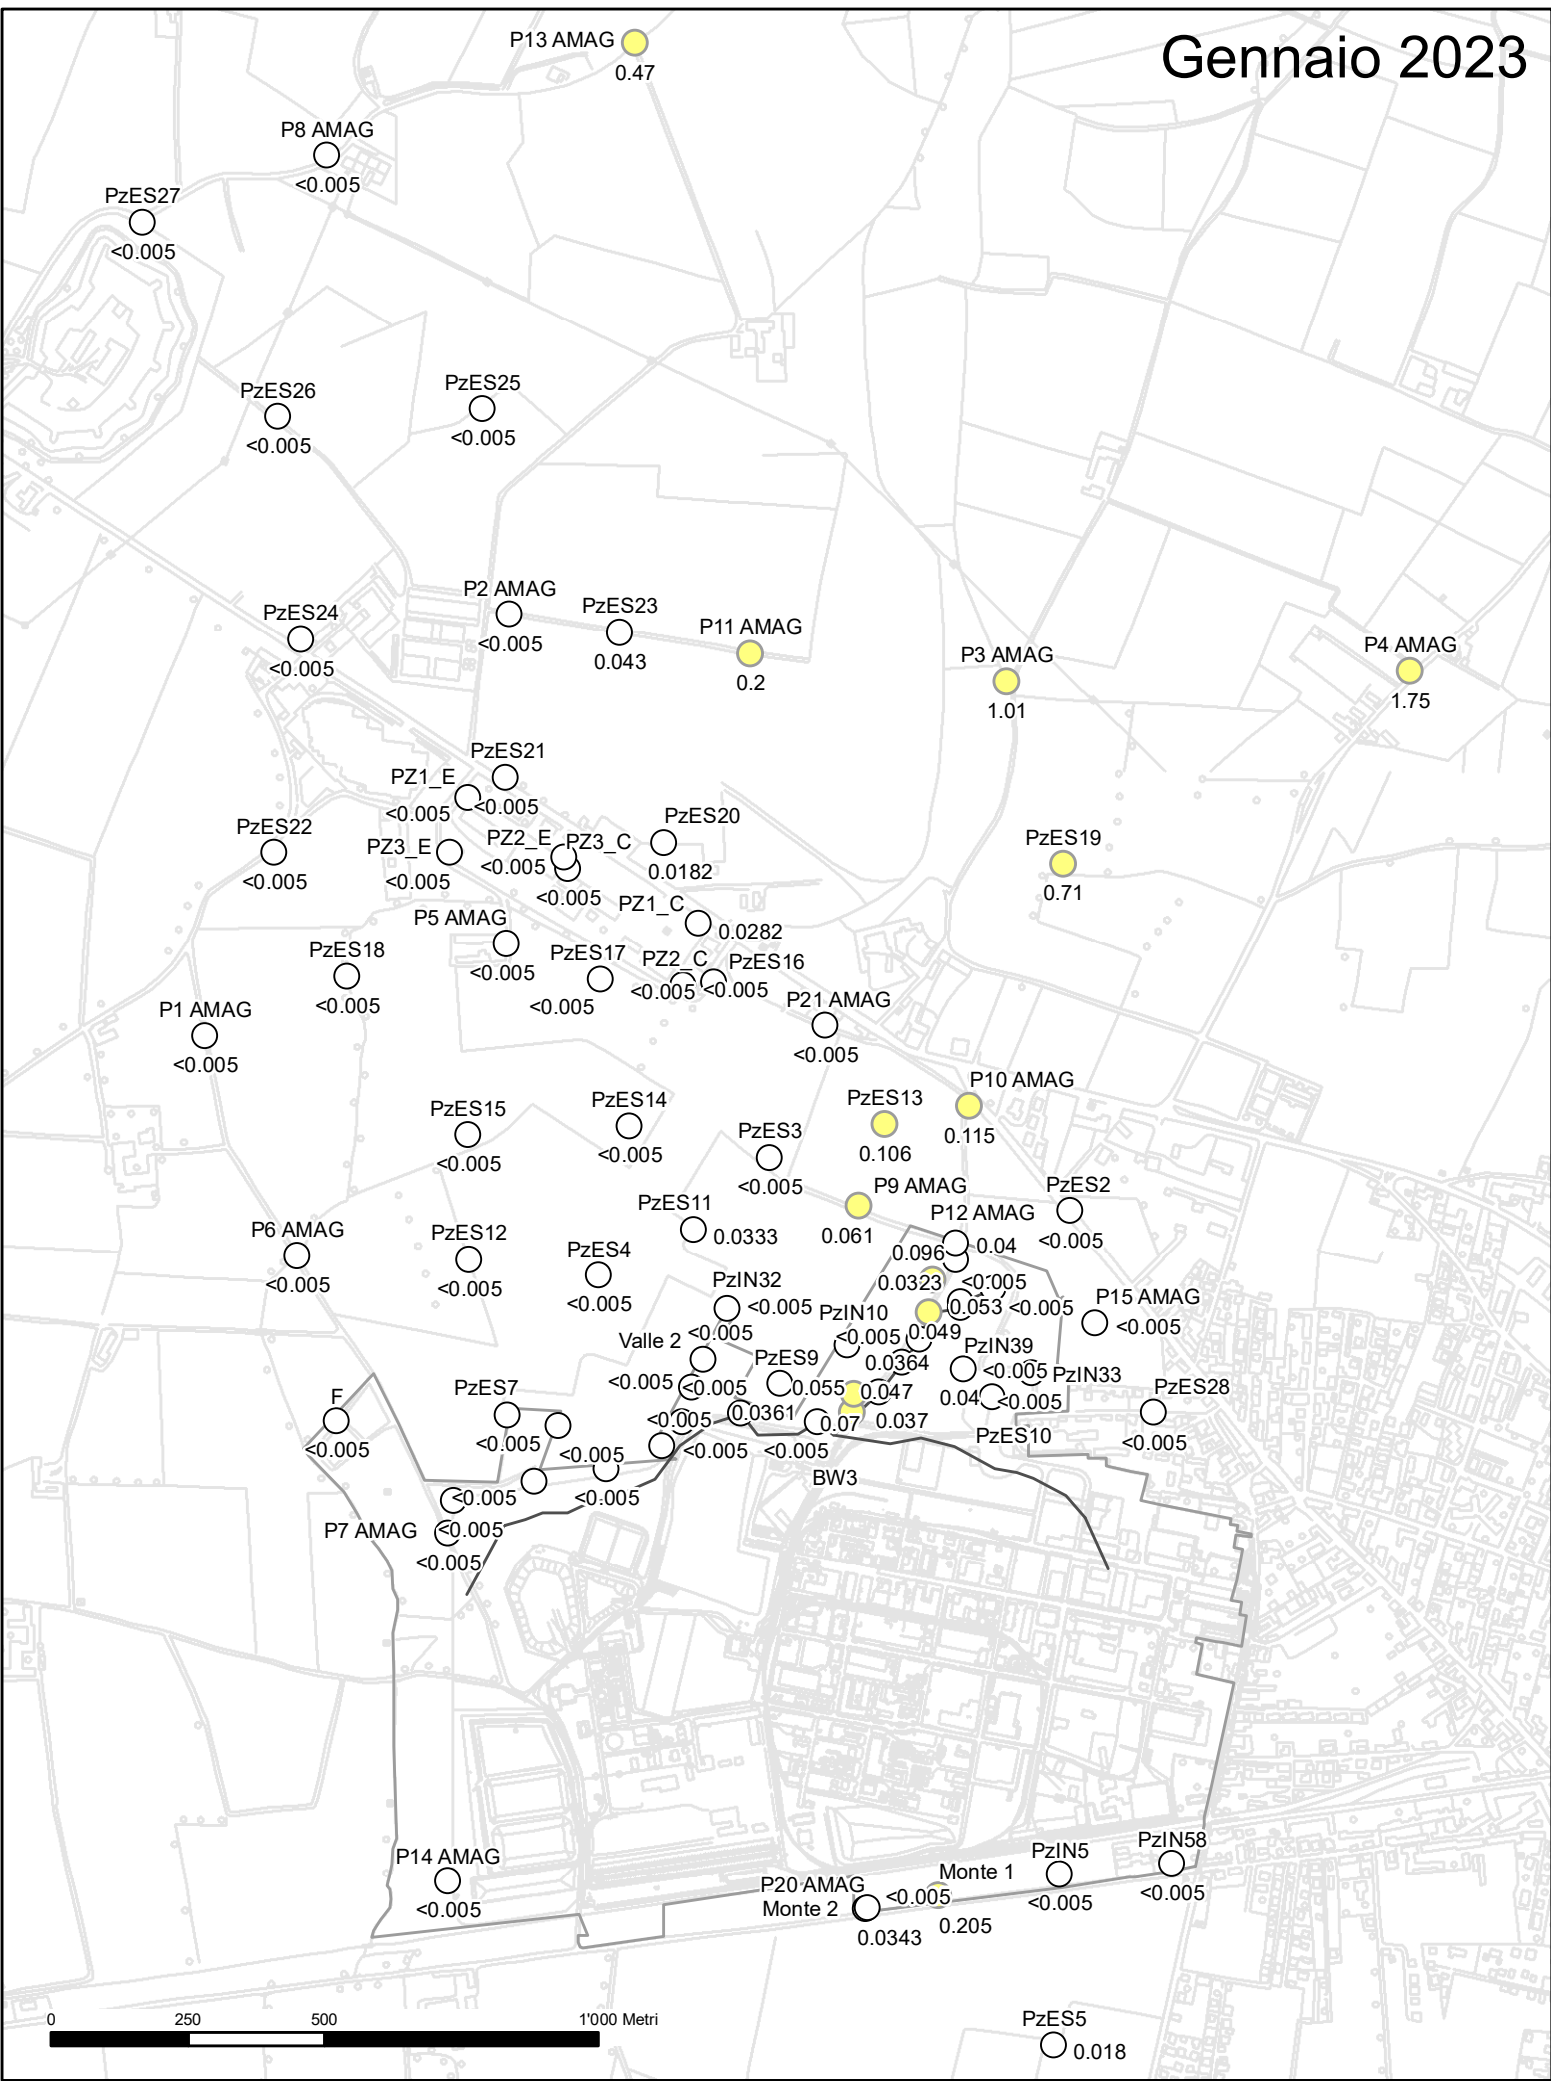 Gennaio 2023
P13 AMAG
0.47
P8 AMAG
<0.005
PzES27
<0.005
PzES25
<0.005
PzES26
<0.005
P2 AMAG
<0.005
PzES23
0.043
PzES24
<0.005
P11 AMAG
0.2
P3 AMAG
1.01
P4 AMAG
1.75
PzES21
<0.005
PZ1_E
<0.005
PzES20
0.0182
PzES22
<0.005
PZ3_E
<0.005
PZ2_E
<0.005
PZ3_C
<0.005
PzES19
0.71
PZ1_C
0.0282
P5 AMAG
<0.005
PzES18
<0.005
PzES17
<0.005
PZ2_C
<0.005
PzES16
<0.005
P21 AMAG
<0.005
P1 AMAG
<0.005
P10 AMAG
0.115
PzES13
0.106
PzES15
<0.005
PzES14
<0.005
PzES3
<0.005
P9 AMAG
0.061
PzES2
<0.005
PzES11
0.0333
P12 AMAG
0.04
0.096
P6 AMAG
<0.005
PzES12
<0.005
PzES4
<0.005
0.0323
<0.005
PzIN32
<0.005
<0.005
PzIN10
<0.005
0.053
<0.005
P15 AMAG
<0.005
0.049
Valle 2
<0.005
PzES9
0.055
0.0364
PzIN39
<0.005
PzIN33
<0.005
<0.005
0.047
0.04
PzES28
<0.005
F
<0.005
PzES7
<0.005
<0.005
0.0361
0.07
0.037
PzES10
<0.005
<0.005
<0.005
BW3
<0.005
<0.005
P7 AMAG
<0.005
<0.005
P14 AMAG
<0.005
P20 AMAG
<0.005
Monte 1
0.205
Monte 2
0.0343
PzIN5
<0.005
PzIN58
<0.005
PzES5
0.018
0
250
500
1'000 Metri